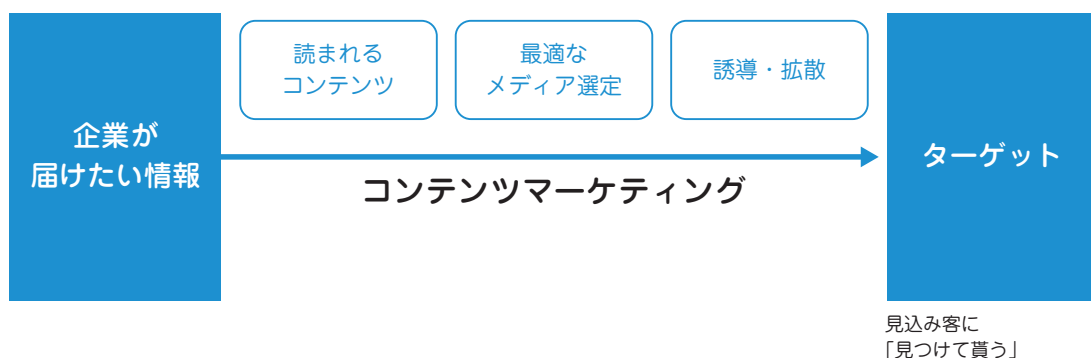 企業が
届けたい情報
読まれる
コンテンツ
最適な
メディア選定
誘導・拡散
コンテンツマーケティング
ターゲット
見込み客に
「見つけて貰う」